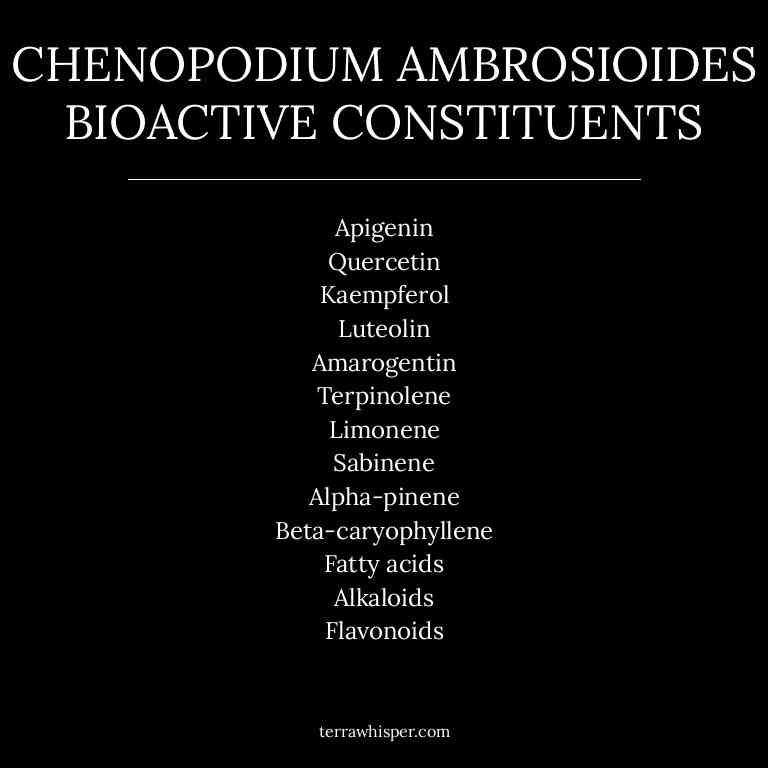 CHENOPODIUM AMBROSIOIDES
BIOACTIVE CONSTITUENTS
Apigenin
Quercetin
Kaempferol
Luteolin
Amarogentin
Terpinolene
Limonene
Sabinene
Alpha-pinene
Beta-caryophyllene
Fatty acids
Alkaloids
Flavonoids
terrawhisper.com